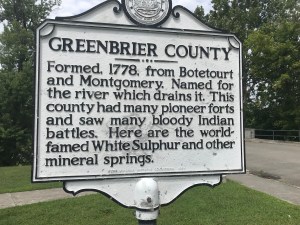 GREENBRIER COUNTY
Formed, 1778, from Botetourt
and Montgomery. Named for
the river which drains it. This
county had many pioneer forts
and saw many bloody Indian
battles. Here are the world-
famed White Sulphur and other
mineral springs.